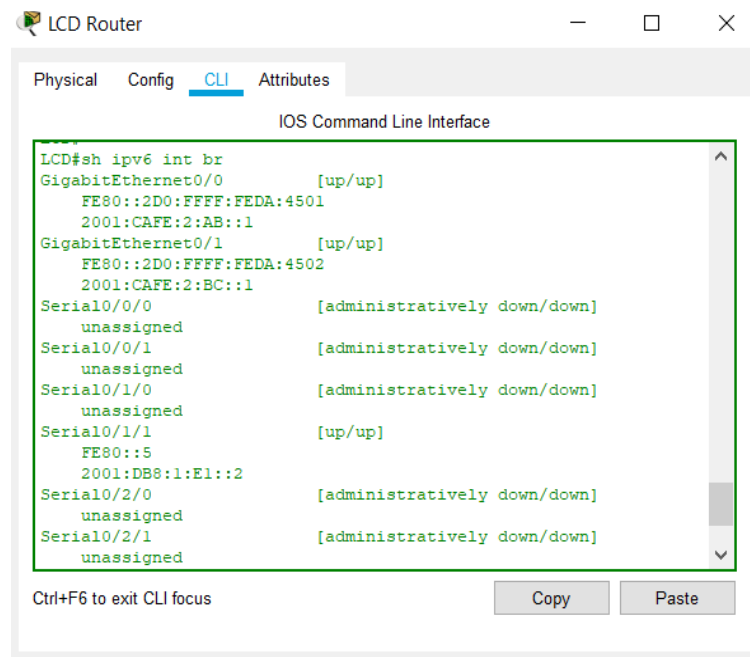 LCD Router
Physical Config CLI Attributes
IOS Command Line Interface
LCD#sh ipv6 int br
GigabitEthernet0/0 [up/up]
FE80::2D0:FFFF:FEDA:4501
2001:CAFE:2:AB::1
GigabitEthernet0/1 [up/up]
FE80::2D0:FFFF:FEDA:4502
2001:CAFE:2:BC::1
Serial0/0/0 [administratively down/down]
unassigned
Serial0/0/1 [administratively down/down]
unassigned
Serial0/1/0 [administratively down/down]
unassigned
Serial0/1/1 [up/up]
FE80::5
2001:DB8:1:E1::2
Serial0/2/0 [administratively down/down]
unassigned
Serial0/2/1 [administratively down/down]
unassigned
Ctrl+F6 to exit CLI focus Copy Paste